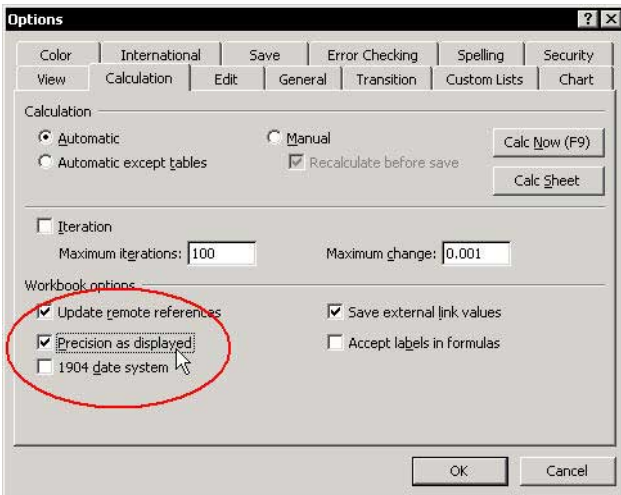 Options
Color International Save Error Checking Spelling Security
View Calculation Edit General Transition Custom Lists Chart
Calculation
Automatic Manual Calc Now (F9)
Automatic except tables Recalculate before save
Calc Sheet
Iteration
Maximum iterations: 100 Maximum change: 0.001
Workbook options
Update remote references Save external link values
Precision as displayed Accept labels in formulas
1904 date system
OK Cancel